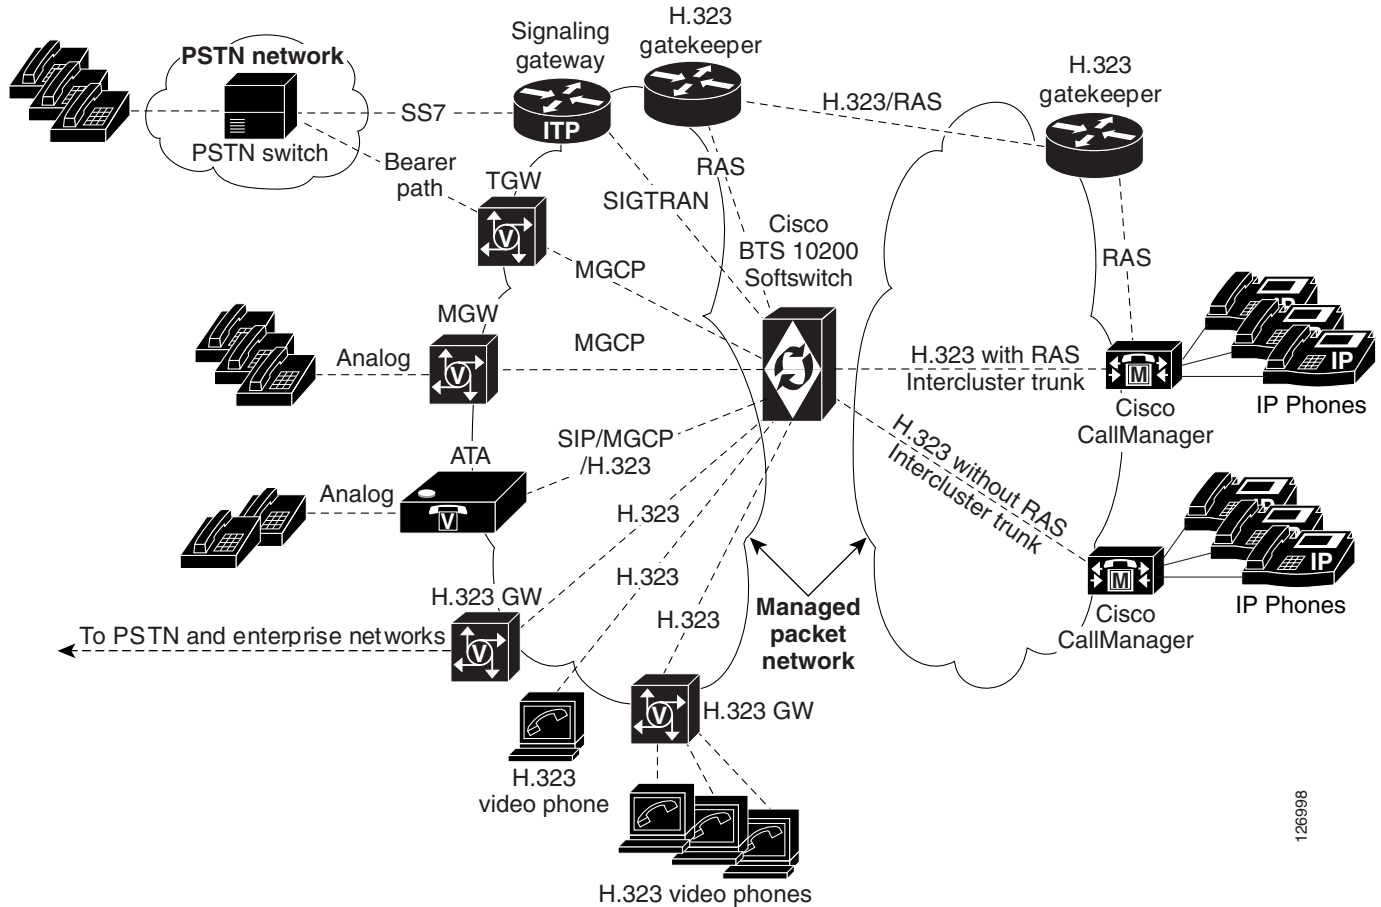 H.323
gatekeeper
Signaling
gateway
PSTN network
H.323
gatekeeper
SS7
ITP
H.323/RAS
PSTN switch
Bearer
path
TGW
RAS
SIGTRAN
V
Cisco
BTS 10200
Softswitch
RAS
MGCP
MGW
MGCP
Analog
V
H.323 with RAS
Intercluster trunk
M
IP
IP
IP Phones
Cisco
CallManager
ATA
SIP/MGCP
/H.323
H.323 without RAS
Intercluster trunk
Analog
V
H.323
IP
IP
M
IP Phones
Cisco
CallManager
H.323
H.323 GW
H.323
Managed
packet
network
To PSTN and enterprise networks
V
V
H.323 GW
H.323
video phone
H.323 video phones
126998